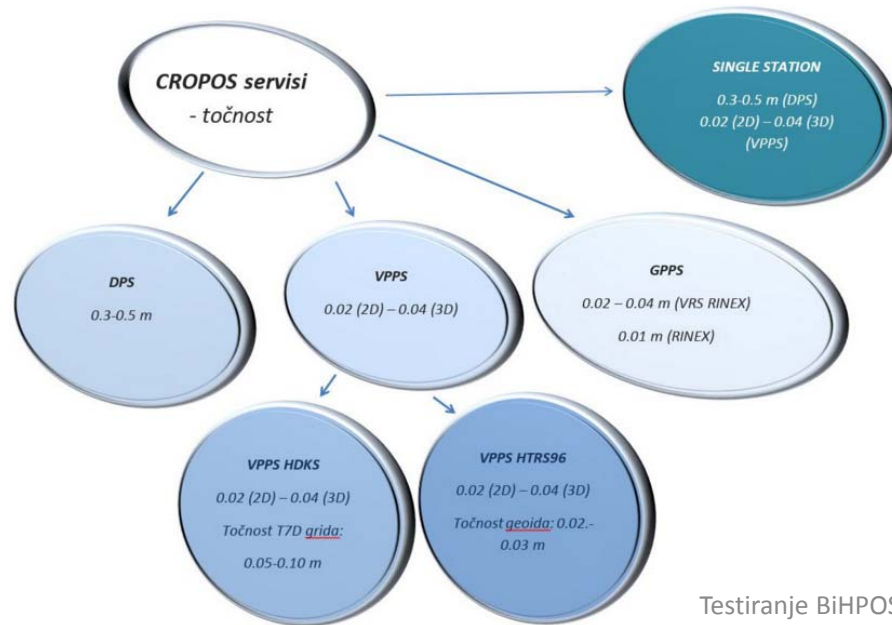 CROPOS servisi
- točnost
SINGLE STATION
0.3-0.5 m (DPS)
0.02 (2D) – 0.04 (3D)
(VPPS)
DPS
0.3-0.5 m
VPPS
0.02 (2D) – 0.04 (3D)
GPPS
0.02 – 0.04 m (VRS RINEX)
0.01 m (RINEX)
VPPS HDKS
0.02 (2D) – 0.04 (3D)
Točnost T7D grida:
0.05-0.10 m
VPPS HTRS96
0.02 (2D) – 0.04 (3D)
Točnost geoida: 0.02.-
0.03 m
Testiranje BiHPOS